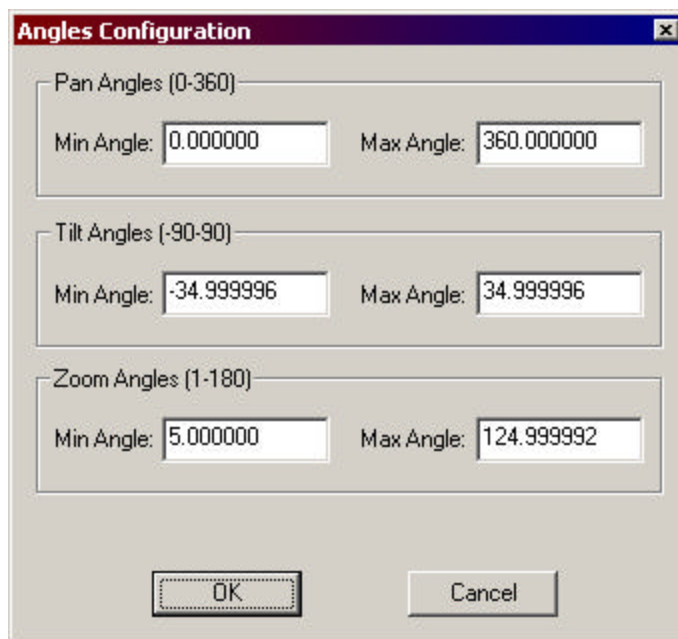 Angles Configuration
Pan Angles (0-360)
Min Angle: 0.000000 Max Angle: 360.000000
Tilt Angles (-90-90)
Min Angle: -34.999996 Max Angle: 34.999996
Zoom Angles (1-180)
Min Angle: 5.000000 Max Angle: 124.999992
OK Cancel